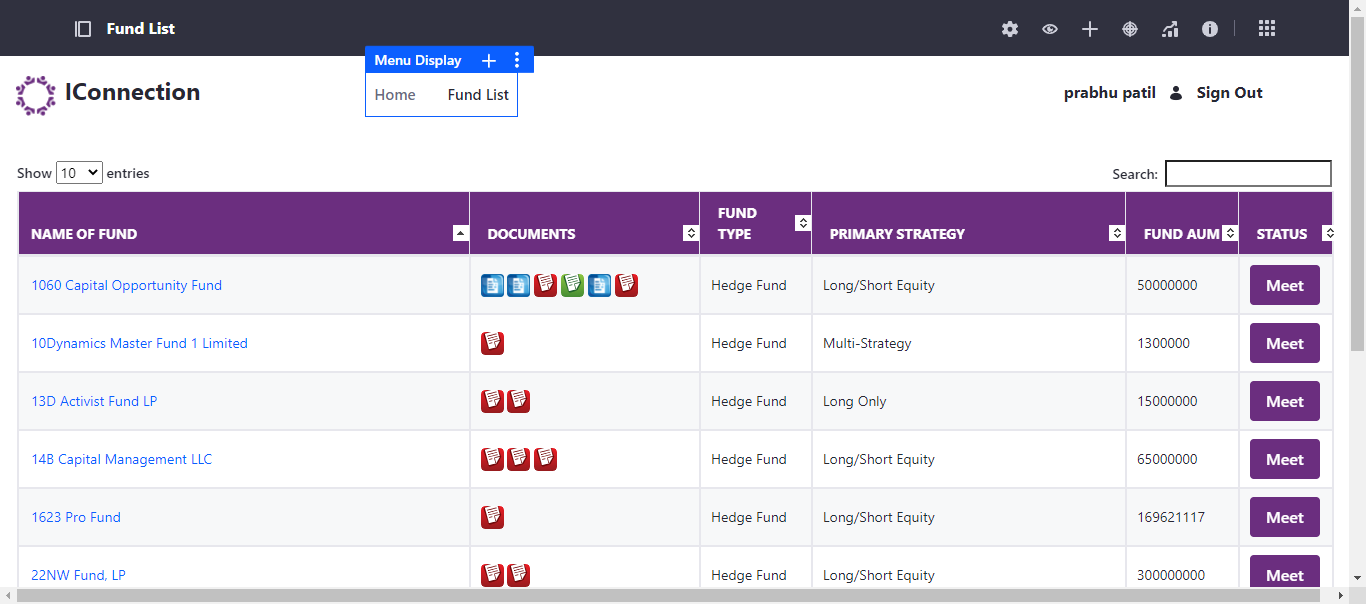 Fund List
Menu Display
Home Fund List
IConnection
prabhu patil Sign Out
Show 10 entries
Search:
NAME OF FUND DOCUMENTS FUND TYPE PRIMARY STRATEGY FUND AUM STATUS
1060 Capital Opportunity Fund Hedge Fund Long/Short Equity 50000000 Meet
10Dynamics Master Fund 1 Limited Hedge Fund Multi-Strategy 1300000 Meet
13D Activist Fund LP Hedge Fund Long Only 15000000 Meet
14B Capital Management LLC Hedge Fund Long/Short Equity 65000000 Meet
1623 Pro Fund Hedge Fund Long/Short Equity 169621117 Meet
22NW Fund, LP Hedge Fund Long/Short Equity 300000000 Meet